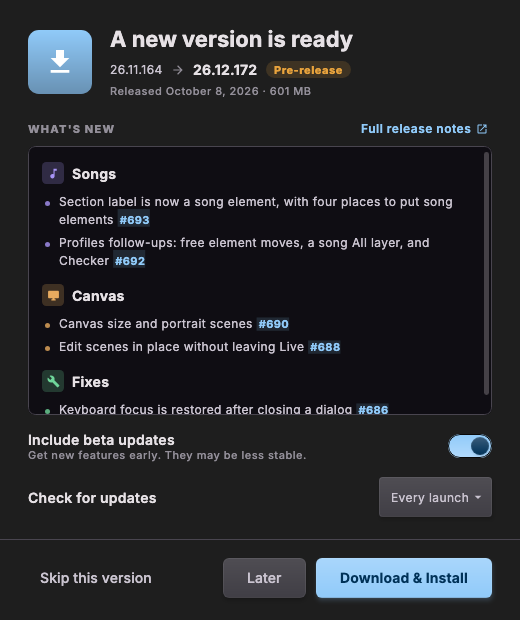 A new version is ready
26.11.164 → 26.12.172 Pre-release
Released October 8, 2026 · 601 MB
WHAT'S NEW
Full release notes
Songs
Section label is now a song element, with four places to put song
elements #693
Profiles follow-ups: free element moves, a song All layer, and
Checker #692
Canvas
Canvas size and portrait scenes #690
Edit scenes in place without leaving Live #688
Fixes
Keyboard focus is restored after closing a dialog #686
Include beta updates
Get new features early. They may be less stable.
Check for updates
Every launch
Skip this version
Later
Download & Install